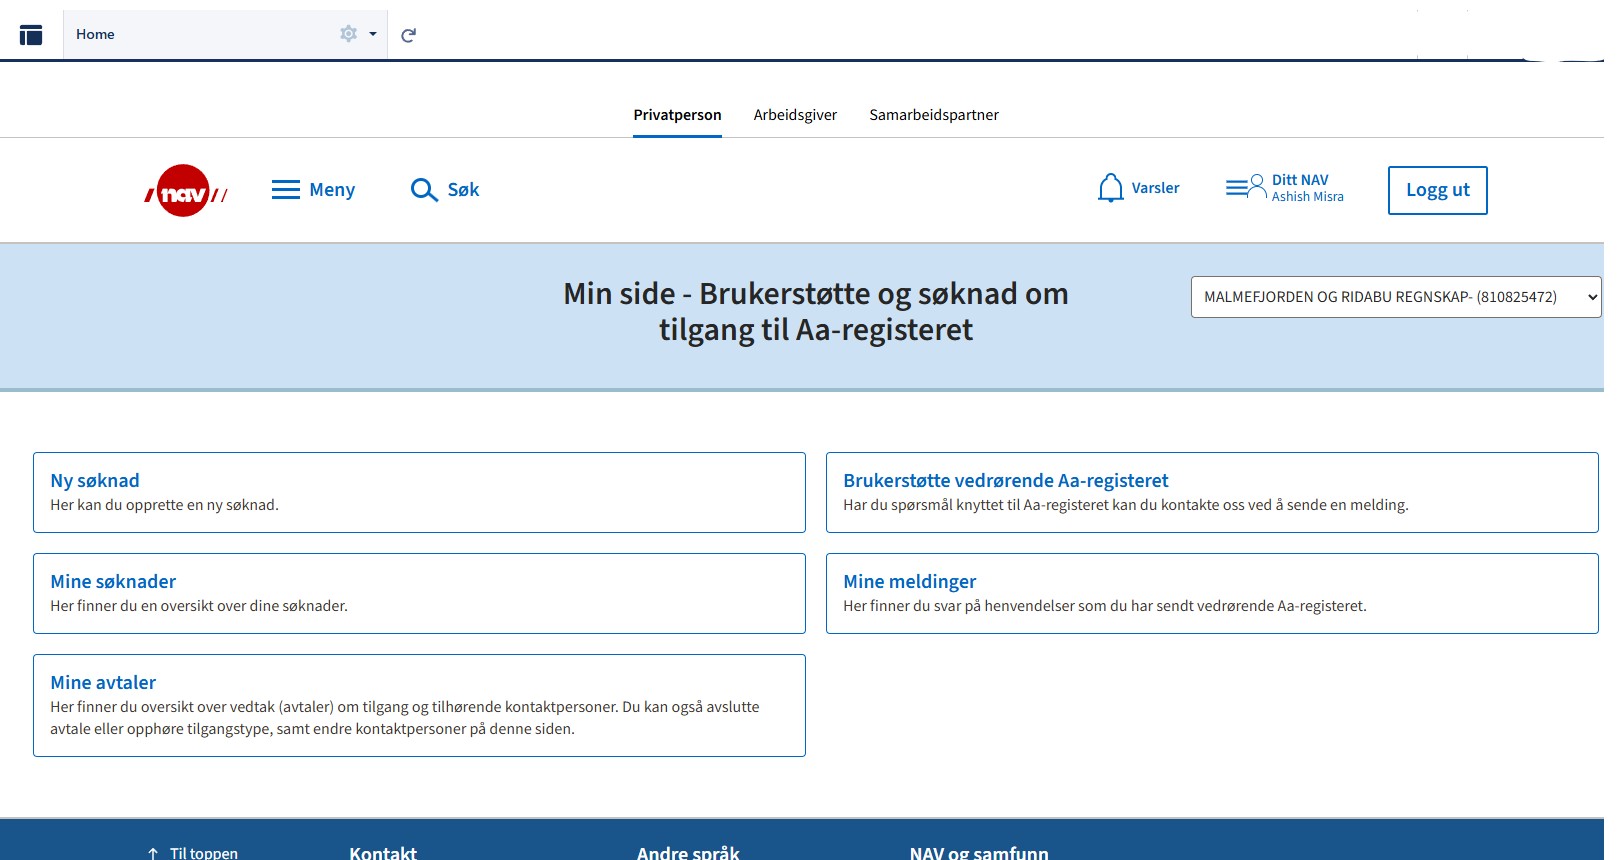 Home
Privatperson Arbeidsgiver Samarbeidspartner
nav Meny Søk Varsler Ditt NAV
Ashish Misra
Logg ut
Min side - Brukerstøtte og søknad om
tilgang til Aa-registeret
MALMEFJORDEN OG RIDABU REGNSKAP- (810825472)
Ny søknad
Her kan du opprette en ny søknad.
Brukerstøtte vedrørende Aa-registeret
Har du spørsmål knyttet til Aa-registeret kan du kontakte oss ved å sende en melding.
Mine søknader
Her finner du en oversikt over dine søknader.
Mine meldinger
Her finner du svar på henvendelser som du har sendt vedrørende Aa-registeret.
Mine avtaler
Her finner du oversikt over vedtak (avtaler) om tilgang og tilhørende kontaktpersoner. Du kan også avslutte
avtale eller opphøre tilgangstype, samt endre kontaktpersoner på denne siden.
Til toppen Kontakt Andre språk NAV og samfunn